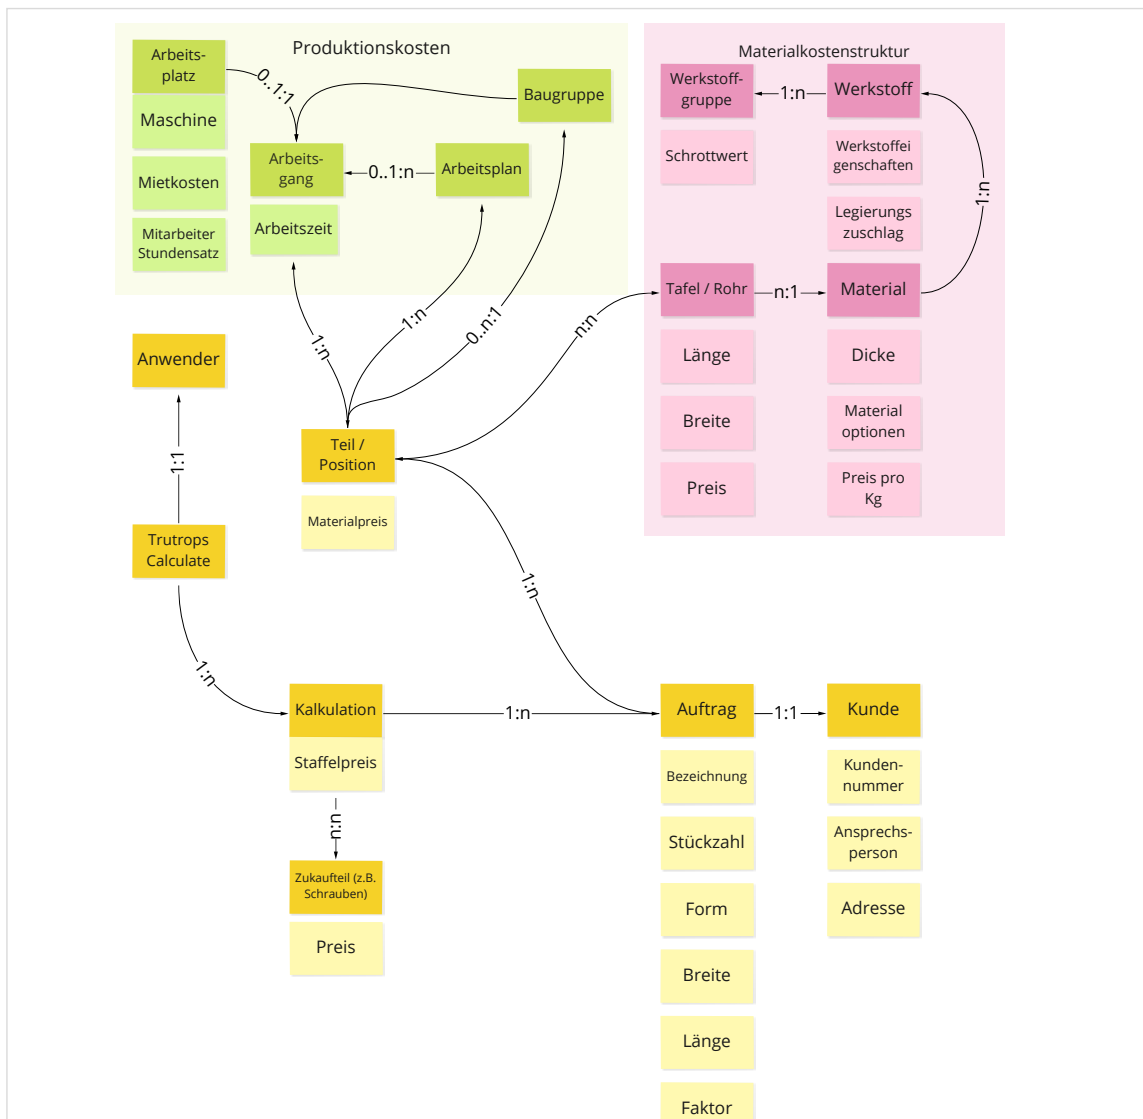 Produktionskosten
Arbeits-
platz
Maschine
Mietkosten
Mitarbeiter
Stundensatz
0..1:1
Arbeits-
gang
Arbeitszeit
0..1:n
Arbeitsplan
Baugruppe
Materialkostenstruktur
Werkstoff-
gruppe
1:n
Werkstoff
Schrottwert
Werkstoffei
genschaften
Legierungs
zuschlag
1:n
Tafel / Rohr
n:1
Material
Länge
Dicke
Breite
Material
optionen
Preis
Preis pro
Kg
1:n
1:n
0..n:1
n:n
Anwender
1:1
Trutrops
Calculate
Teil /
Position
Materialpreis
1:n
1:n
Kalkulation
Staffelpreis
1:n
n:n
Zukaufteil (z.B.
Schrauben)
Preis
Auftrag
1:1
Kunde
Bezeichnung
Kunden-
nummer
Stückzahl
Ansprechs-
person
Form
Adresse
Breite
Länge
Faktor